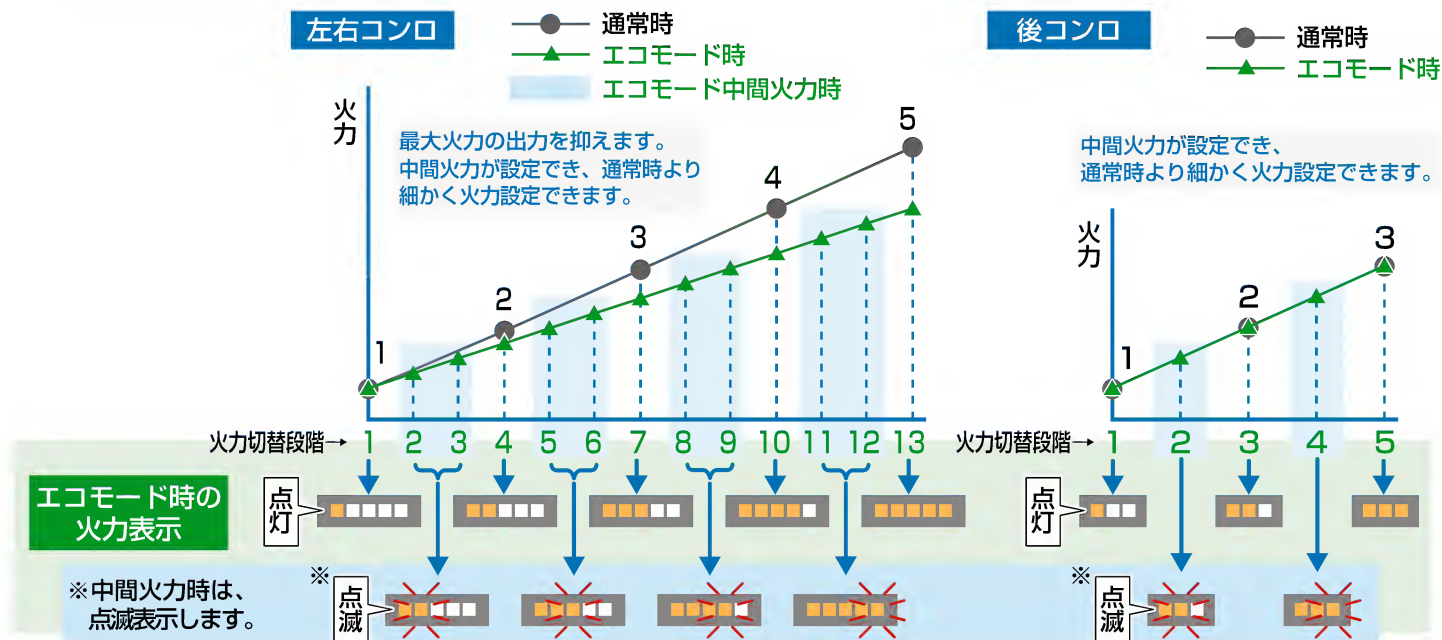 左右コンロ
通常時
エコモード時
エコモード中間火力時
火力
最大火力の出力を抑えます。
中間火力が設定でき、通常時より
細かく火力設定できます。
1
2
3
4
5
火力切替段階→ 1 2 3 4 5 6 7 8 9 10 11 12 13
後コンロ
通常時
エコモード時
中間火力が設定でき、
通常時より細かく火力設定できます。
火力
1
2
3
火力切替段階→ 1 2 3 4 5
エコモード時の
火力表示
点灯
点灯
※中間火力時は、
点滅表示します。
※
点滅
※
点滅